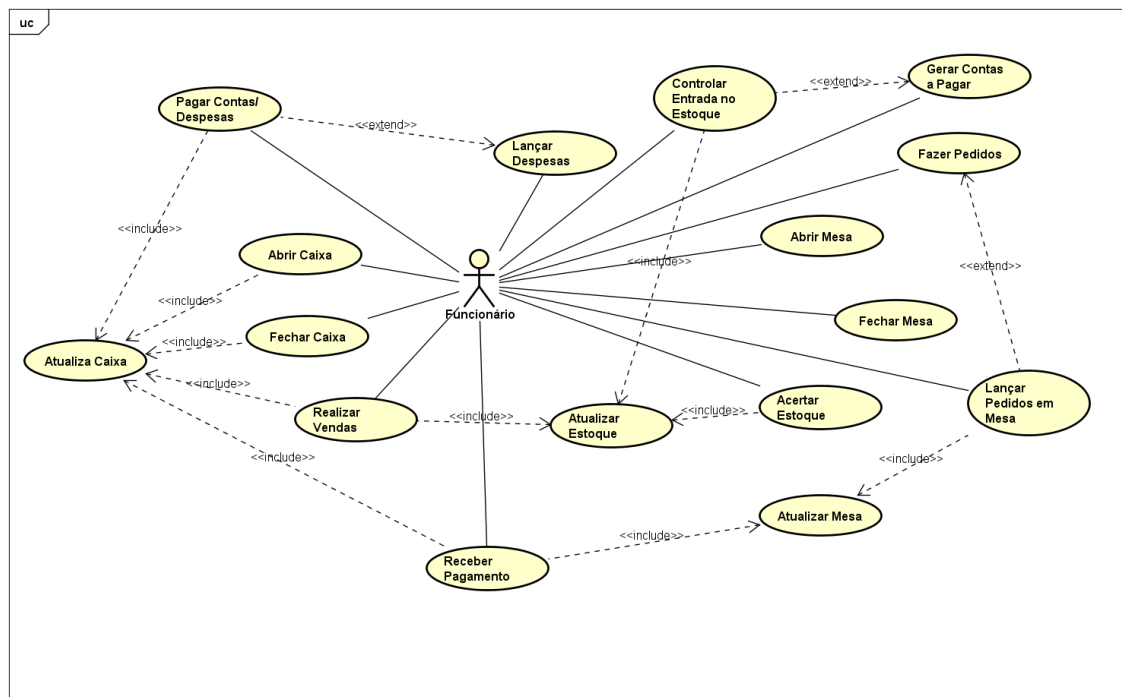 uc
Gerar Contas
a Pagar
Controlar
Entrada no
Estoque
<<extend>>
Pagar Contas/
Despesas
<<extend>>
Lançar
Despesas
Fazer Pedidos
<<include>>
Abrir Mesa
Abrir Caixa
<<include>>
<<extend>>
<<include>>
Funcionário
Fechar Mesa
Fechar Caixa
<<include>>
Atualiza Caixa
<<include>>
Lançar
Pedidos em
Mesa
Realizar
Vendas
<<include>>
Atualizar
Estoque
<<include>>
Acertar
Estoque
<<include>>
<<include>>
Atualizar Mesa
<<include>>
Receber
Pagamento